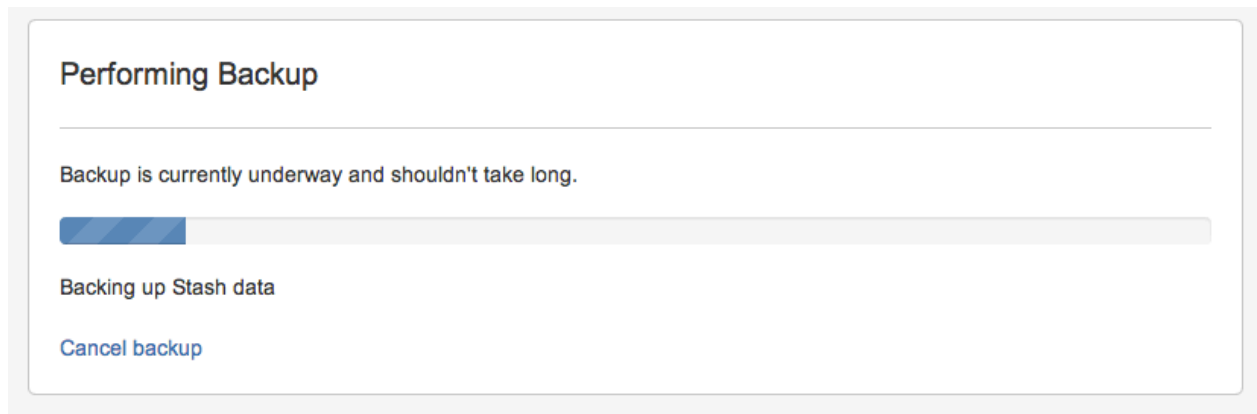 Performing Backup
Backup is currently underway and shouldn't take long.
Backing up Stash data
Cancel backup